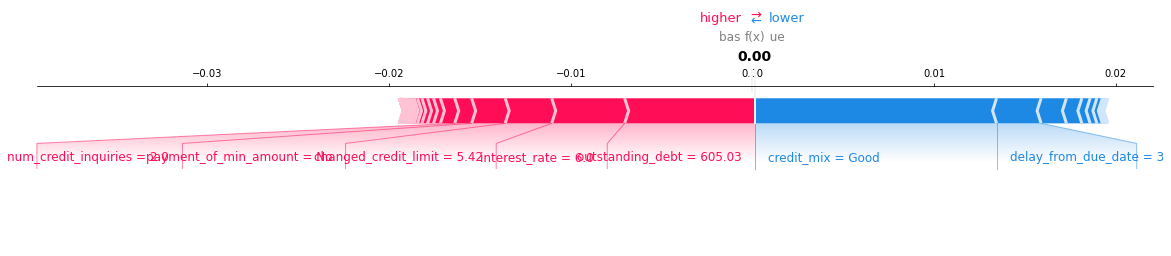 higher ⇄ lower
bas f(x) ue
0.00
−0.03 −0.02 −0.01 0.00 0.01 0.02
num_credit_inquiries = 2.0 payment_of_min_amount = No changed_credit_limit = 5.42 interest_rate = 6.0 outstanding_debt = 605.03 credit_mix = Good delay_from_due_date = 3